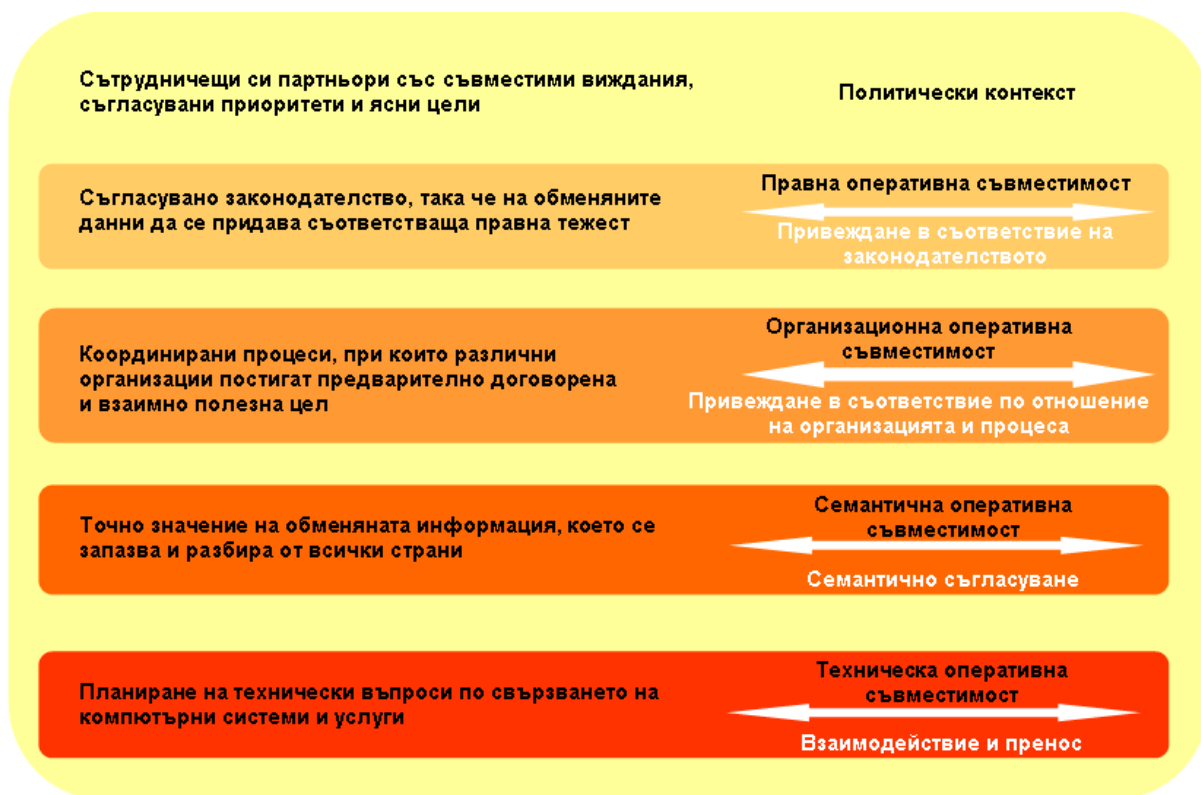 Сътрудничещи си партньори със съвместими виждания,
съгласувани приоритети и ясни цели
Политически контекст
Съгласувано законодателство, така че на обменяните
данни да се придава съответстваща правна тежест
Правна оперативна съвместимост
Привеждане в съответствие на
законодателството
Координирани процеси, при които различни
организации постигат предварително договорена
и взаимно полезна цел
Организационна оперативна
съвместимост
Привеждане в съответствие по отношение
на организацията и процеса
Точно значение на обменяната информация, което се
запазва и разбира от всички страни
Семантична оперативна
съвместимост
Семантично съгласуване
Планиране на технически въпроси по свързването на
компютърни системи и услуги
Техническа оперативна
съвместимост
Взаимодействие и пренос